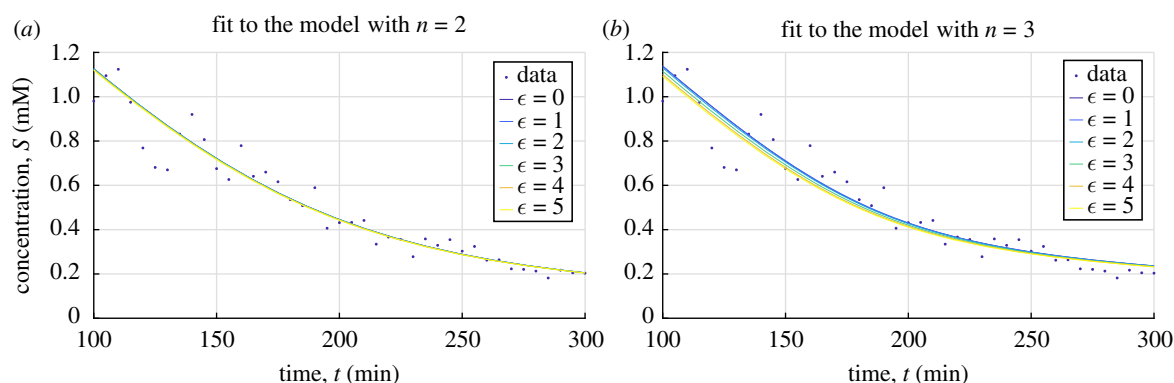 (a) fit to the model with n = 2
1.2
1.0
0.8
0.6
0.4
0.2
0
concentration, S (mM)
data
ϵ = 0
ϵ = 1
ϵ = 2
ϵ = 3
ϵ = 4
ϵ = 5
100 150 200 250 300
time, t (min)
(b) fit to the model with n = 3
1.2
1.0
0.8
0.6
0.4
0.2
0
data
ϵ = 0
ϵ = 1
ϵ = 2
ϵ = 3
ϵ = 4
ϵ = 5
100 150 200 250 300
time, t (min)